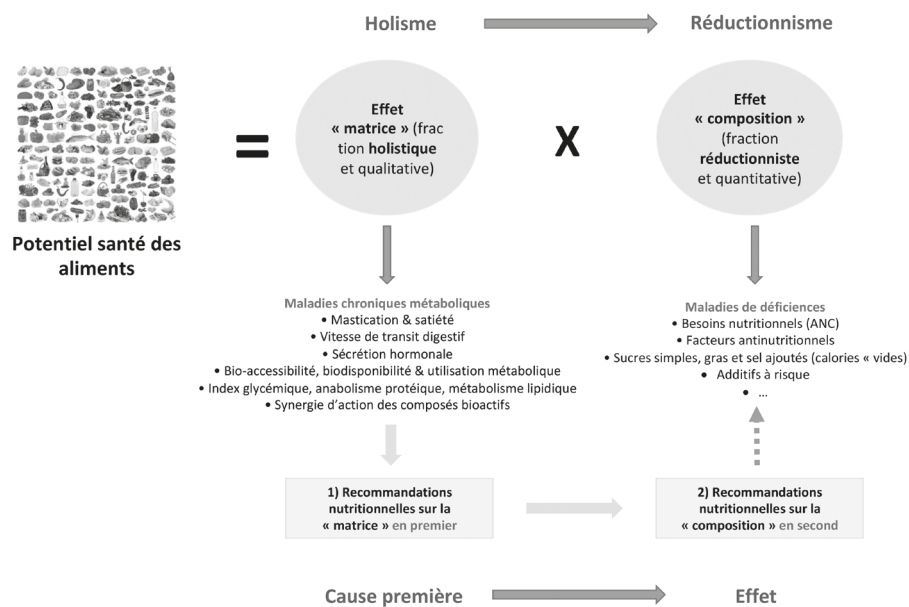 Holisme
Réductionnisme
Effet
« matrice » (frac
tion holistique
et qualitative)
=
X
Effet
« composition »
(fraction
réductionniste
et quantitative)
Potentiel santé des
aliments
Maladies chroniques métaboliques
• Mastication & satiété
• Vitesse de transit digestif
• Sécrétion hormonale
• Bio-accessibilité, biodisponibilité & utilisation métabolique
• Index glycémique, anabolisme protéique, métabolisme lipidique
• Synergie d’action des composés bioactifs
Maladies de déficiences
• Besoins nutritionnels (ANC)
• Facteurs antinutritionnels
• Sucres simples, gras et sel ajoutés (calories « vides)
• Additifs à risque
• ...
1) Recommandations
nutritionnelles sur la
« matrice » en premier
2) Recommandations
nutritionnelles sur la
« composition » en second
Cause première
Effet